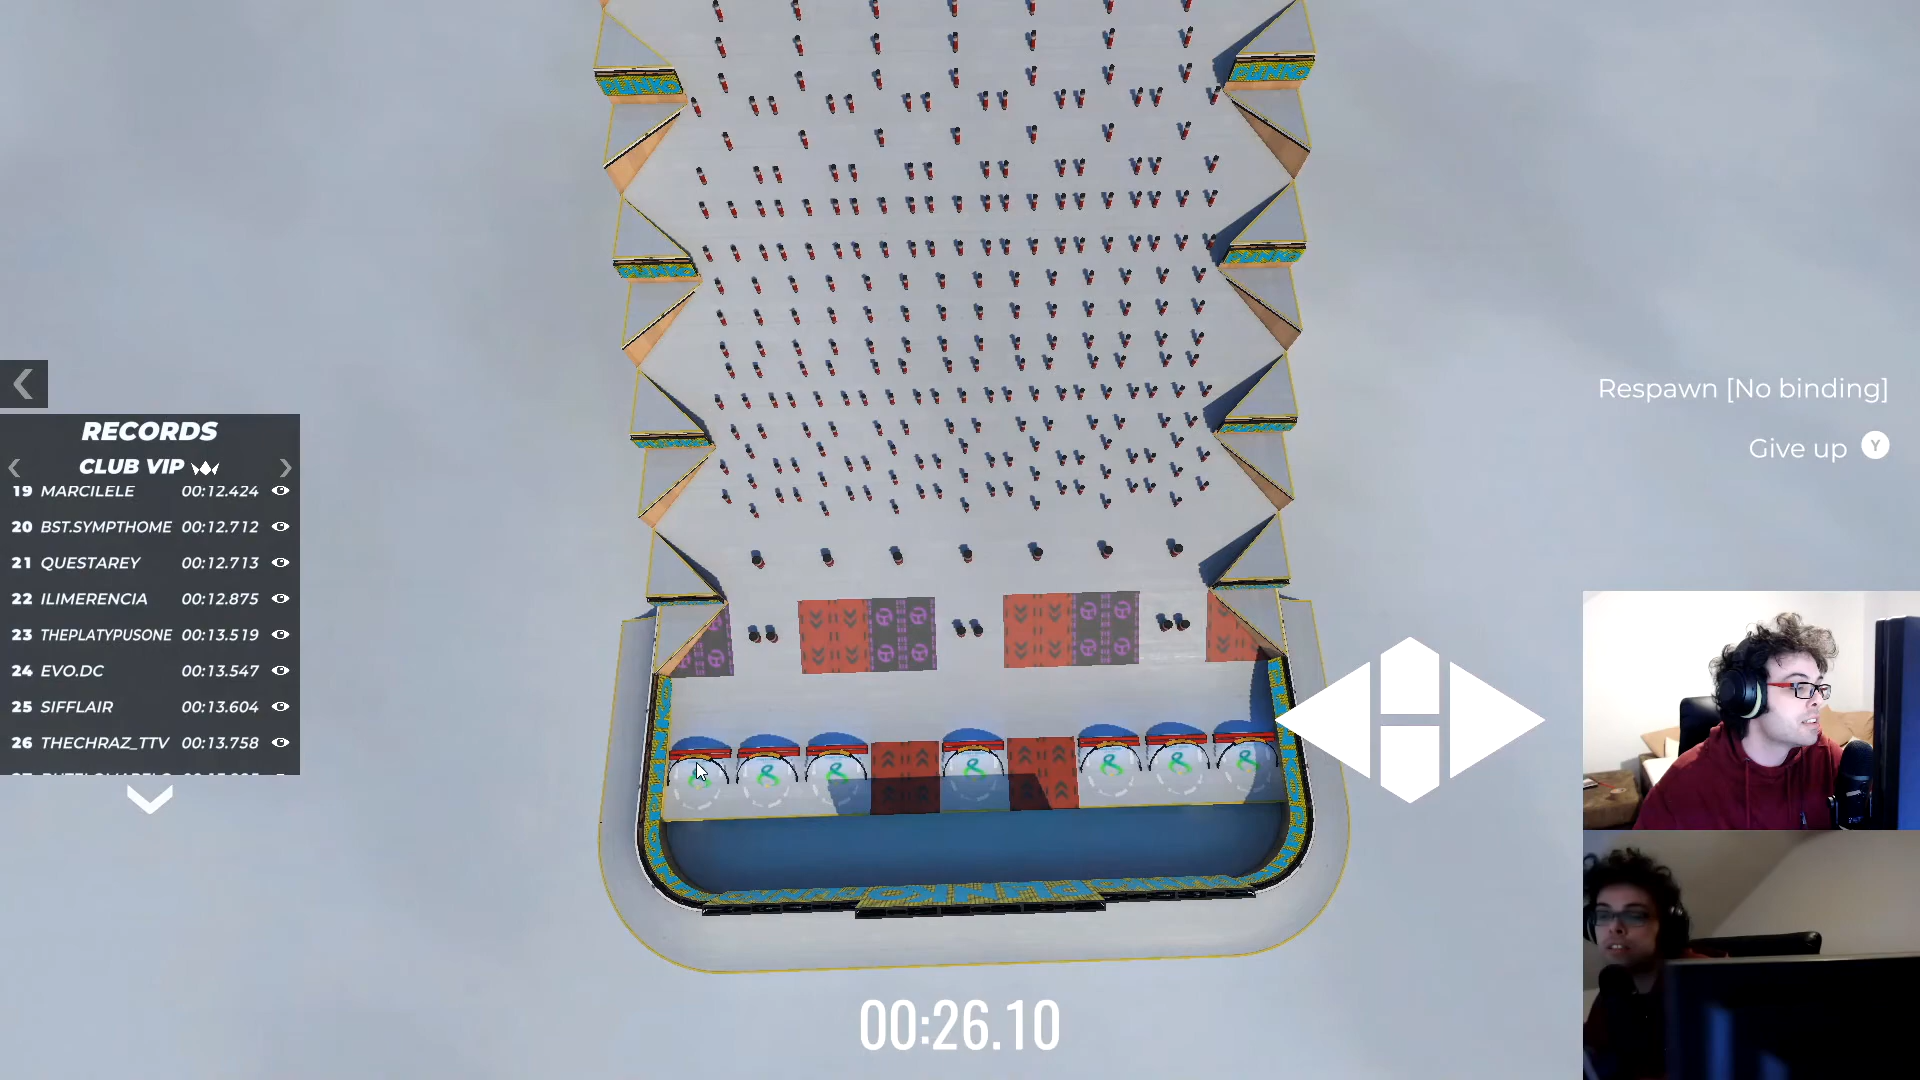 RECORDS
CLUB VIP
19 MARCILELE 00:12.424
20 BST.SYMPTHOME 00:12.712
21 QUESTAREY 00:12.713
22 ILIMERENCIA 00:12.875
23 THEPLATYPUSONE 00:13.519
24 EVO.DC 00:13.547
25 SIFFLAIR 00:13.604
26 THECHRAZ_TTV 00:13.758
Respawn [No binding]
Give up Y
00:26.10